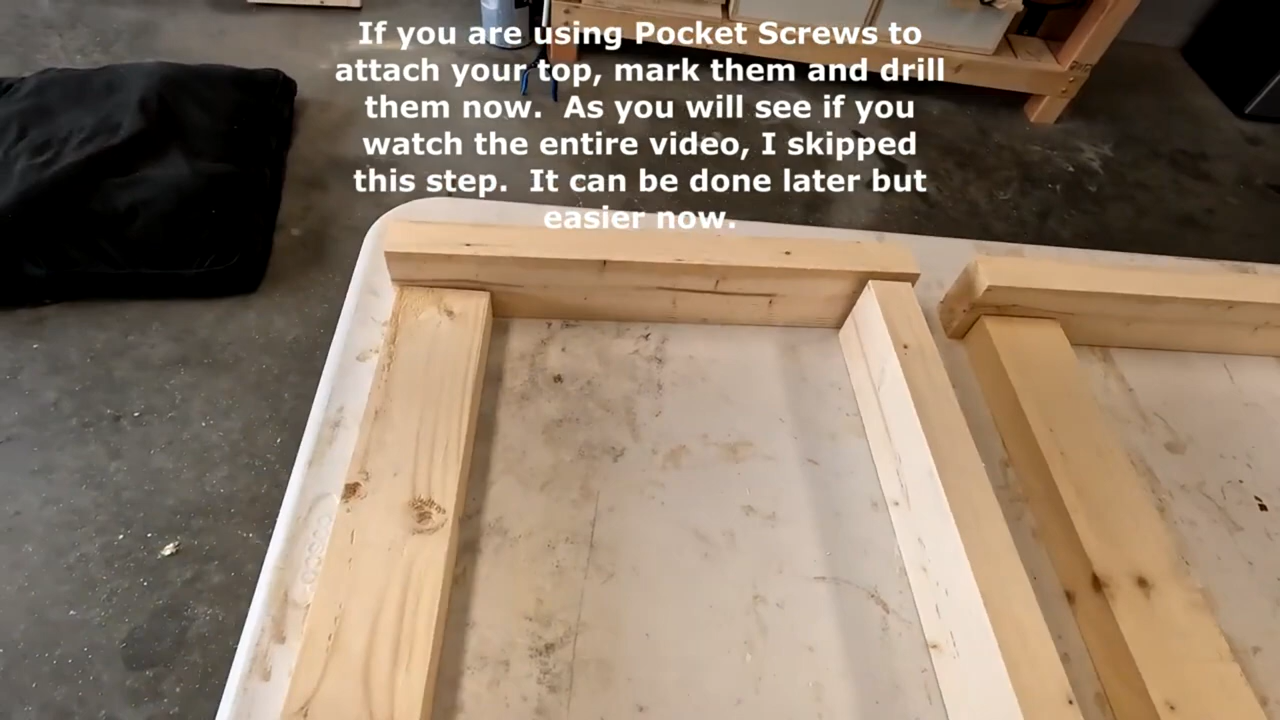 If you are using Pocket Screws to
attach your top, mark them and drill
them now.  As you will see if you
watch the entire video, I skipped
this step.  It can be done later but
easier now.
COSCO